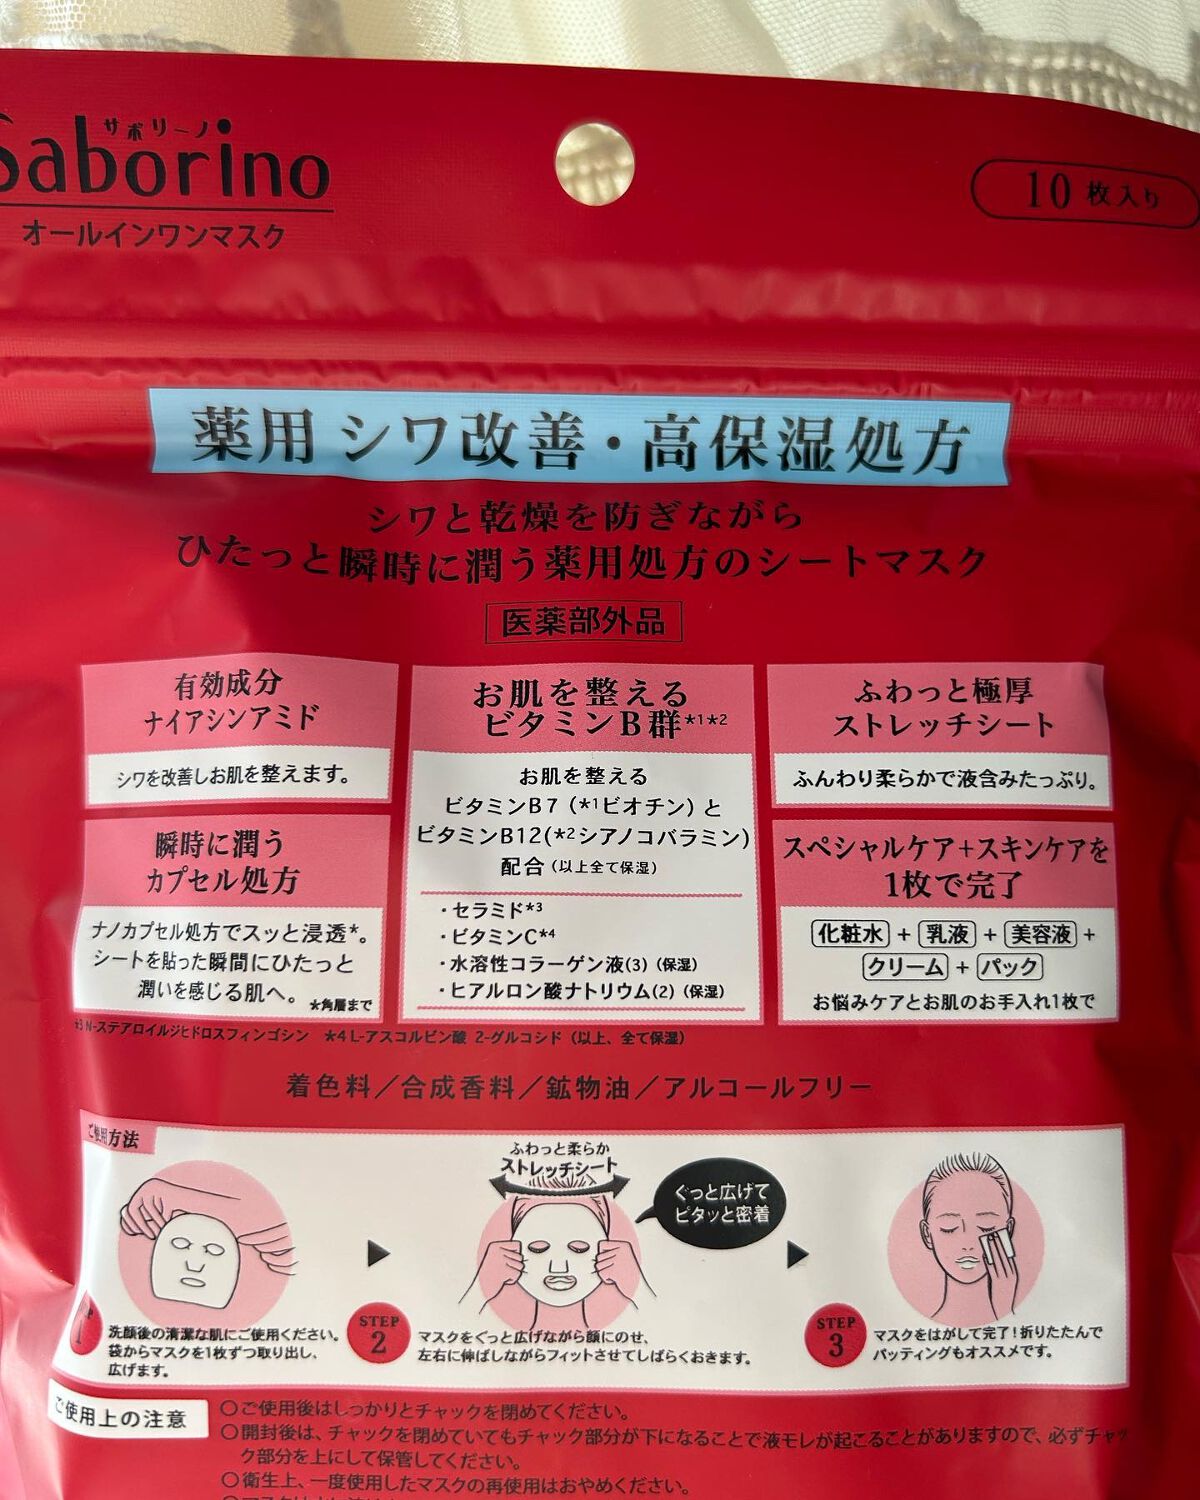 サボリーノ
Saborino
オールインワンマスク
10枚入り
薬用 シワ改善・高保湿処方
シワと乾燥を防ぎながら
ひたっと瞬時に潤う薬用処方のシートマスク
医薬部外品
有効成分
ナイアシンアミド
シワを改善しお肌を整えます。
お肌を整える
ビタミンB群*1*2
お肌を整える
ビタミンB7(*1ビオチン)と
ビタミンB12(*2シアノコバラミン)
配合(以上全て保湿)
・セラミド*3
・ビタミンC*4
・水溶性コラーゲン液(3)(保湿)
・ヒアルロン酸ナトリウム(2)(保湿)
ふわっと極厚
ストレッチシート
ふんわり柔らかで液含みたっぷり。
瞬時に潤う
カプセル処方
ナノカプセル処方でスッと浸透*。
シートを貼った瞬間にひたっと
潤いを感じる肌へ。 *角層まで
スペシャルケア+スキンケアを
1枚で完了
化粧水 + 乳液 + 美容液 +
クリーム + パック
お悩みケアとお肌のお手入れ1枚で
*3 N-ステアロイルジヒドロスフィンゴシン *4 L-アスコルビン酸 2-グルコシド(以上、全て保湿)
着色料/合成香料/鉱物油/アルコールフリー
ご使用方法
ふわっと柔らか
ストレッチシート
ぐっと広げて
ピタッと密着
1
洗顔後の清潔な肌にご使用ください。
袋からマスクを1枚ずつ取り出し、
広げます。
STEP
2
マスクをぐっと広げながら顔にのせ、
左右に伸ばしながらフィットさせてしばらくおきます。
STEP
3
マスクをはがして完了!折りたたんで
パッティングもオススメです。
ご使用上の注意
○ご使用後はしっかりとチャックを閉めてください。
○開封後は、チャックを閉めていてもチャック部分が下になることで液モレが起こることがありますので、必ずチャッ
ク部分を上にして保管してください。
○衛生上、一度使用したマスクの再使用はおやめください。